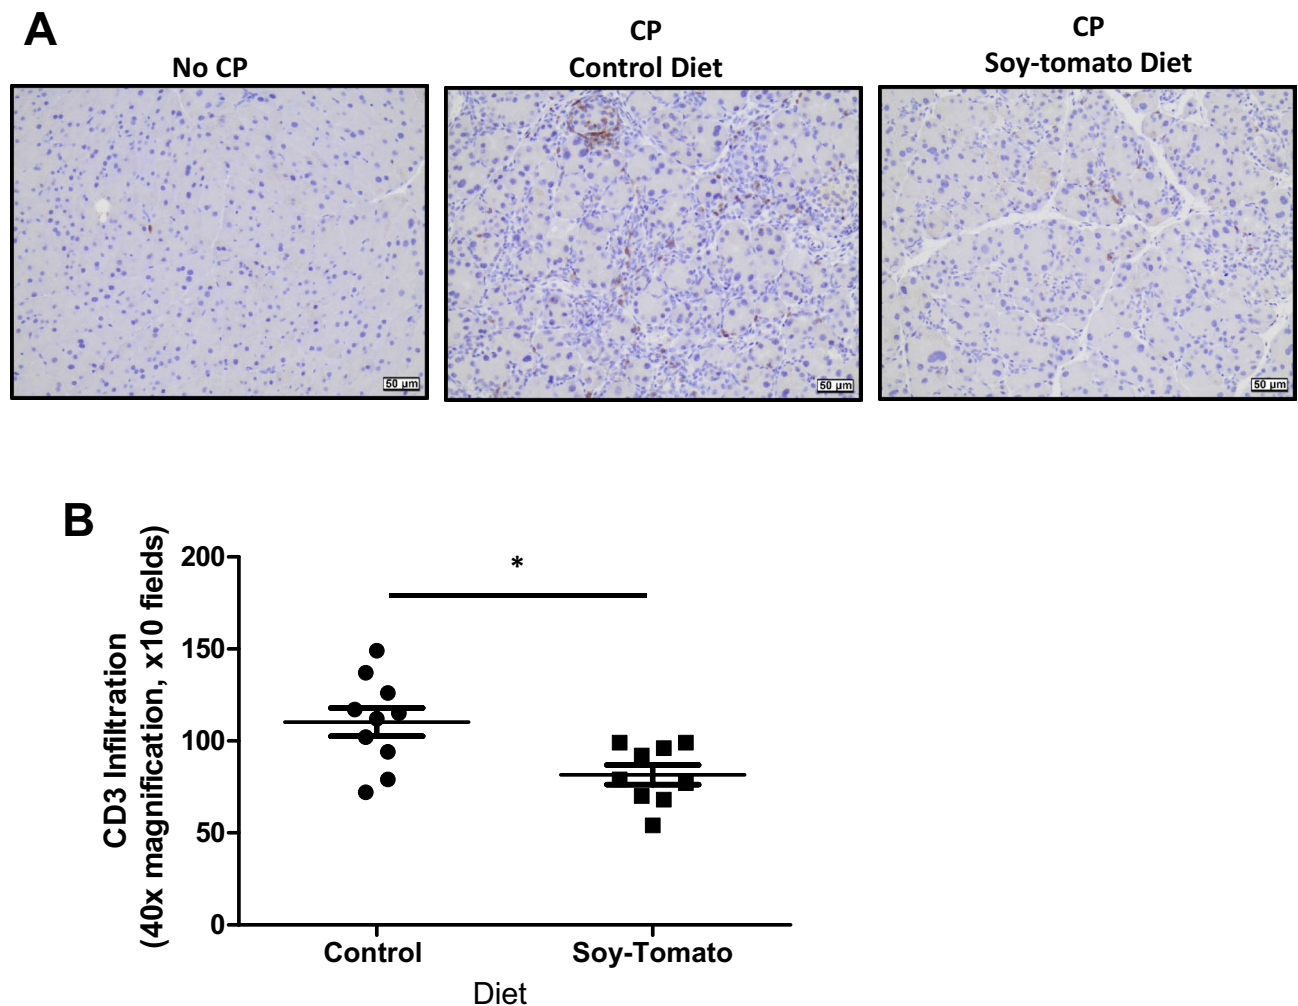 A
No CP
CP
Control Diet
CP
Soy-tomato Diet
50 µm
50 µm
50 µm
B
CD3 Infiltration
(40x magnification, x10 fields)
200
150
100
50
0
*
Control
Soy-Tomato
Diet